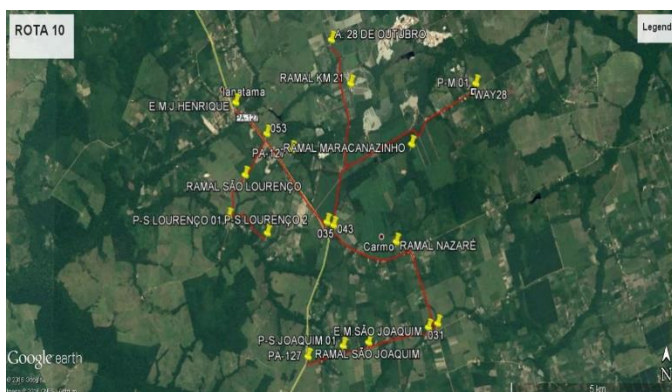 ROTA 10
Legend
A. 28 DE OUTUBRO
RAMAL KM 21
P-M 01
WAY28
Ianatama
E M J HENRIQUE
PA-127
053
PA-127
RAMAL MARACANAZINHO
RAMAL SÃO LOURENÇO
P-S LOURENÇO 01
P-S LOURENÇO 2
035
043
Carmo
RAMAL NAZARÉ
E M SÃO JOAQUIM
031
P-S JOAQUIM 01
PA-127
RAMAL SÃO JOAQUIM
Google earth
N
5 km